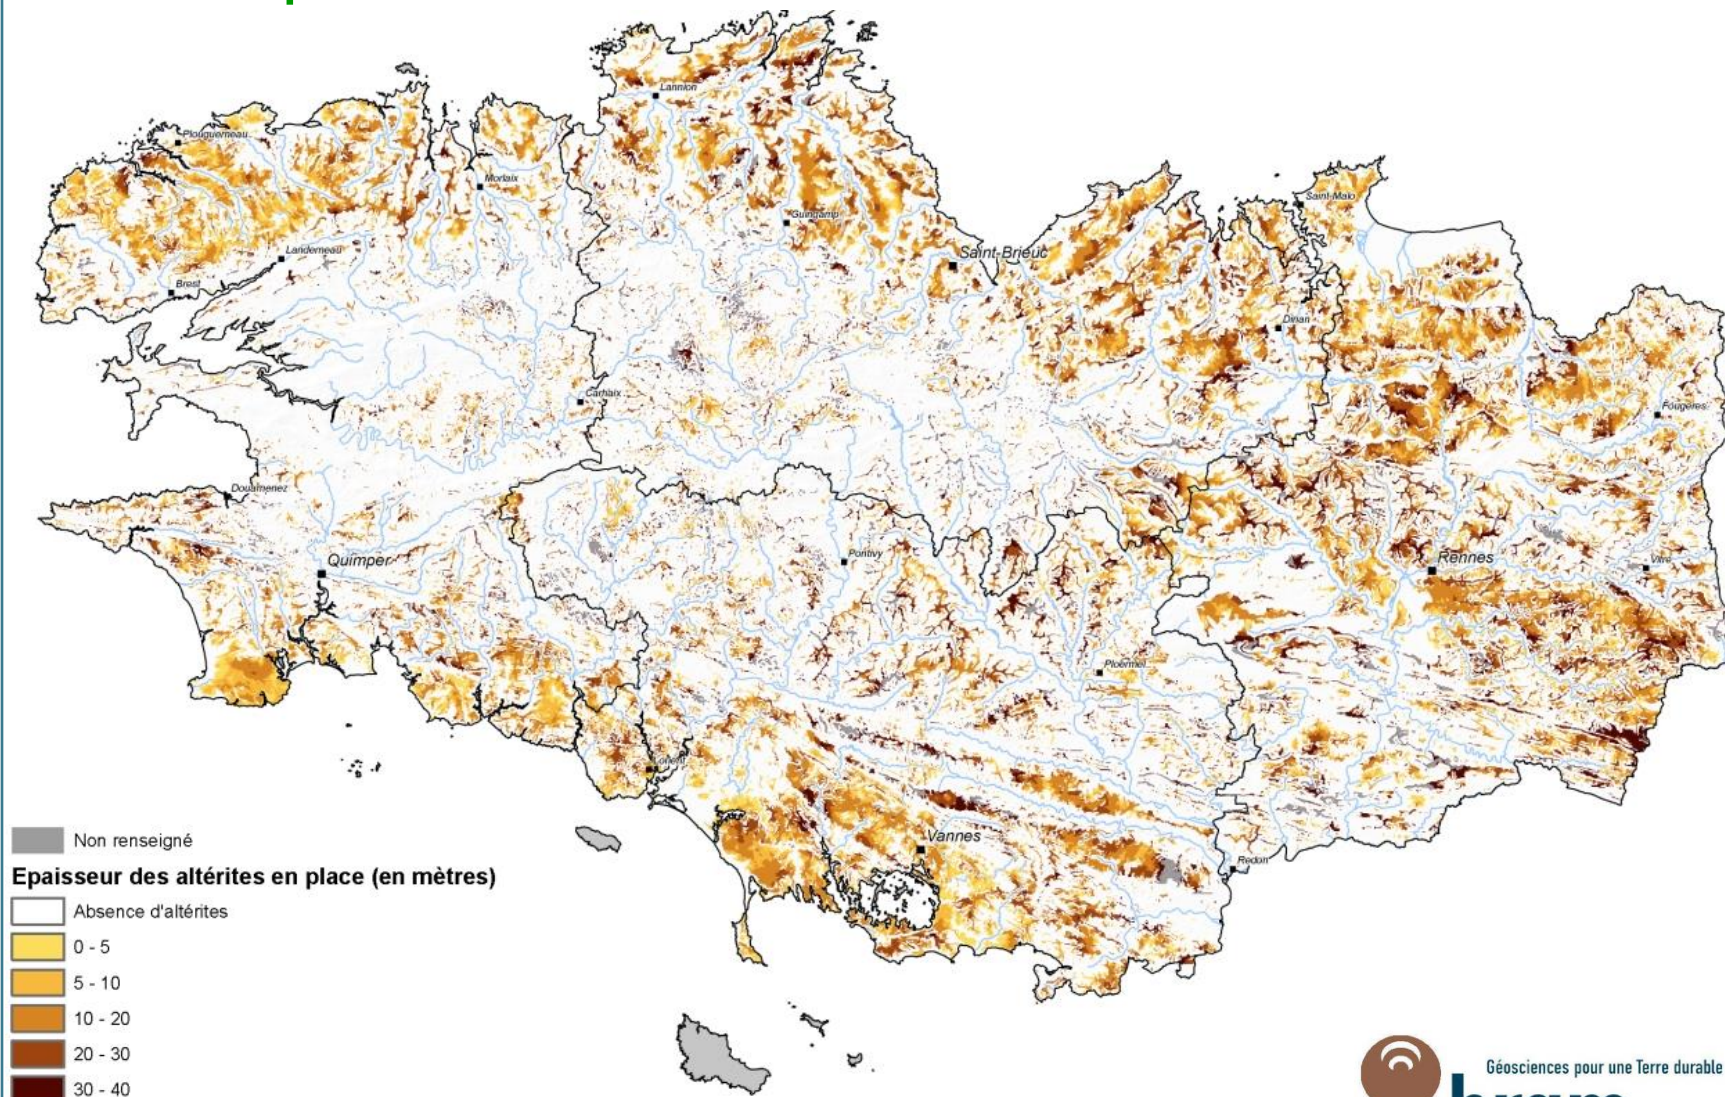 Lannion
Plouguerneau
Morlaix
Saint-Malo
Guingamp
Landerneau
Saint-Brieuc
Brest
Dinan
Carhaix
Fougères
Douarnenez
Quimper
Pontivy
Rennes
Vitré
Ploërmel
Lorient
Vannes
Redon
Non renseigné
Epaisseur des altérites en place (en mètres)
Absence d'altérites
0 - 5
5 - 10
10 - 20
20 - 30
30 - 40
Géosciences pour une Terre durable